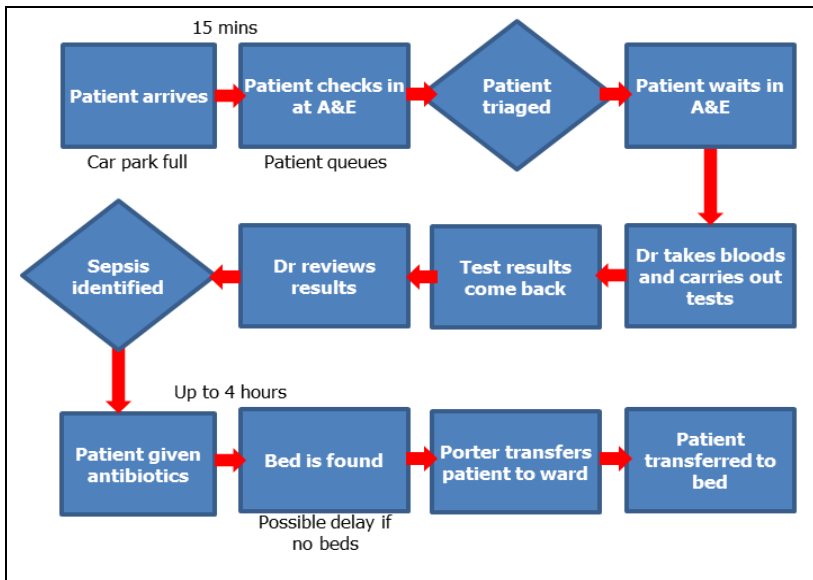 15 mins
Patient arrives
Patient checks in
at A&E
Patient
triaged
Patient waits in
A&E
Car park full
Patient queues
Sepsis
identified
Dr reviews
results
Test results
come back
Dr takes bloods
and carries out
tests
Up to 4 hours
Patient given
antibiotics
Bed is found
Porter transfers
patient to ward
Patient
transferred to
bed
Possible delay if
no beds